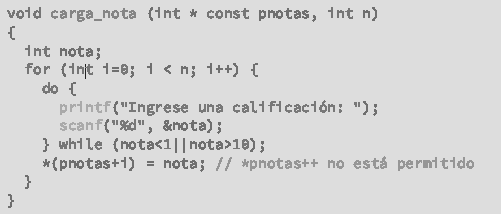 void carga_nota (int * const pnotas, int n)
{
int nota;
for (int i=0; i < n; i++) {
do {
printf("Ingrese una calificación: ");
scanf("%d", &nota);
} while (nota<1||nota>10);
*(pnotas+i) = nota; // *pnotas++ no está permitido
}
}